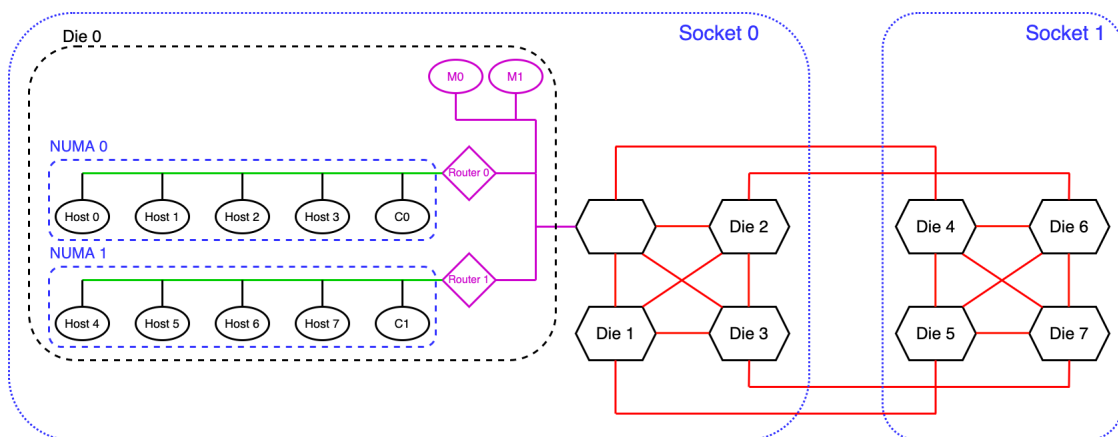 Die 0
Socket 0
Socket 1
M0
M1
NUMA 0
Router 0
Host 0
Host 1
Host 2
Host 3
C0
NUMA 1
Router 1
Host 4
Host 5
Host 6
Host 7
C1
Die 2
Die 4
Die 6
Die 1
Die 3
Die 5
Die 7